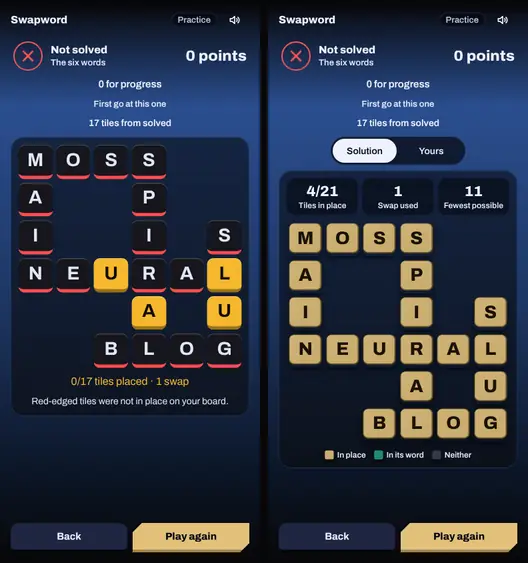 Swapword
Practice
Not solved
The six words
0 points
0 for progress
First go at this one
17 tiles from solved
M O S S
A P
I I S
N E U R A L
A U
B L O G
0/17 tiles placed · 1 swap
Red-edged tiles were not in place on your board.
Back
Play again
Swapword
Practice
Not solved
The six words
0 points
0 for progress
First go at this one
17 tiles from solved
Solution
Yours
4/21
Tiles in place
1
Swap used
11
Fewest possible
M O S S
A P
I I S
N E U R A L
A U
B L O G
In place
In its word
Neither
Back
Play again